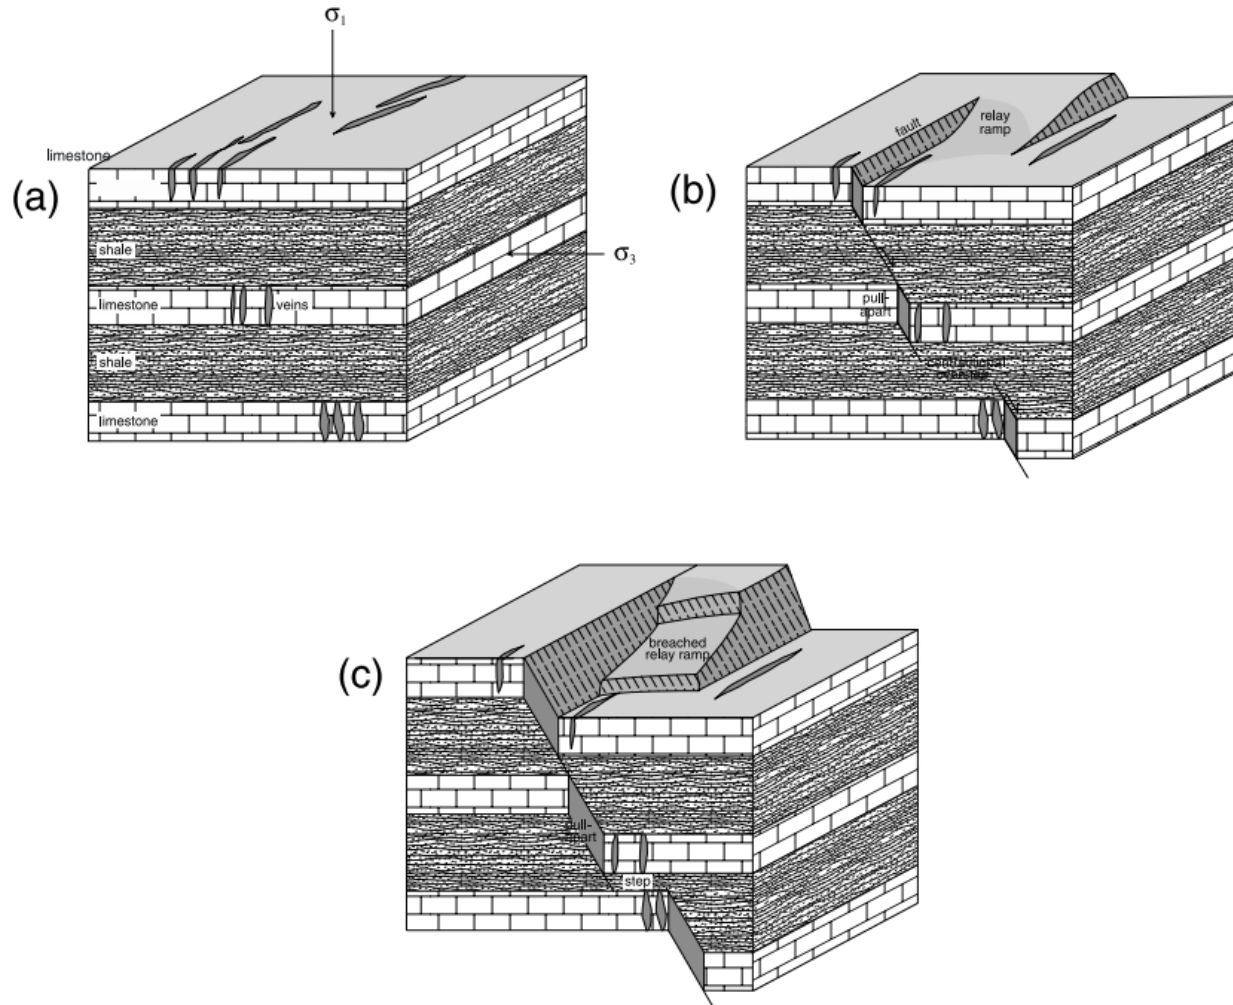 σ1
limestone
(a)
shale
σ3
limestone
veins
shale
limestone
fault
relay
ramp
(b)
pull-
apart
overstep
breached
relay ramp
(c)
pull-
apart
step